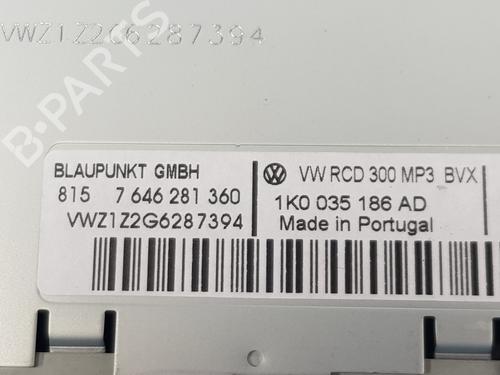 VWZ1Z2G6287394
B-PARTS
BLAUPUNKT GMBH
815 7 646 281 360
VWZ1Z2G6287394
VW RCD 300 MP3 BVX
1K0 035 186 AD
Made in Portugal